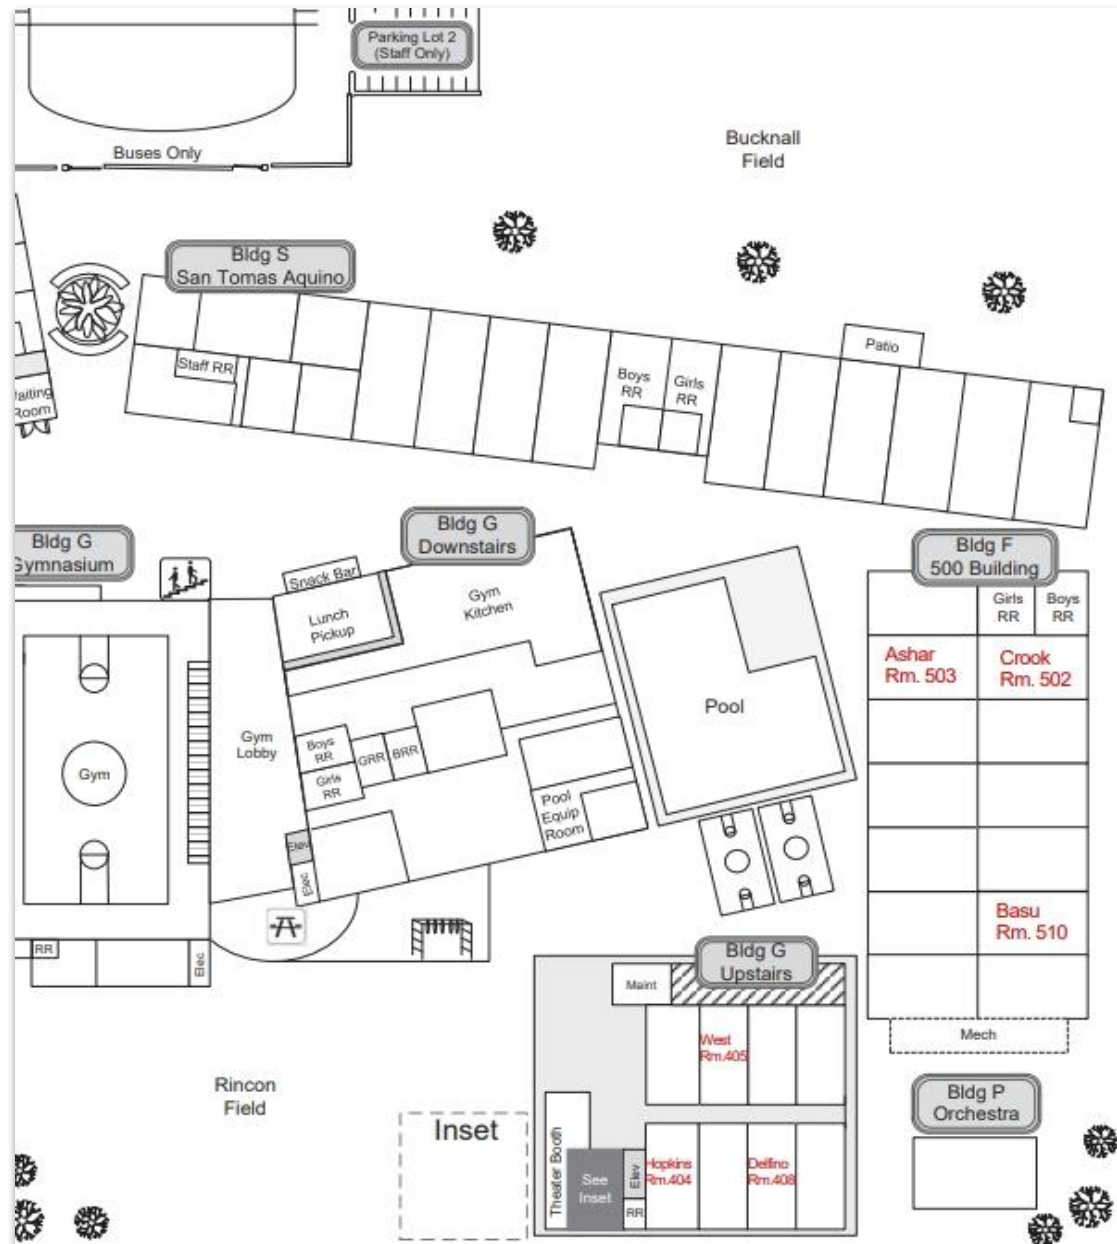 Parking Lot 2
(Staff Only)
Bucknall
Field
Buses Only
Bldg S
San Tomas Aquino
Patio
Staff RR
Boys
RR
Girls
RR
aiting
Room
Bldg G
Gymnasium
Bldg G
Downstairs
Bldg F
500 Building
Snack Bar
Lunch
Pickup
Gym
Kitchen
Girls
RR
Boys
RR
Ashar
Rm. 503
Crook
Rm. 502
Pool
Gym
Lobby
Boys
RR
GRR
BRR
Girls
RR
Gym
Pool
Equip
Room
Elev
Elec
Basu
Rm. 510
RR
Elec
Bldg G
Upstairs
Maint
West
Rm.405
Mech
Rincon
Field
Bldg P
Orchestra
Inset
Theater Booth
See
Inset
Elev
RR
Hopkins
Rm.404
Delfino
Rm.408